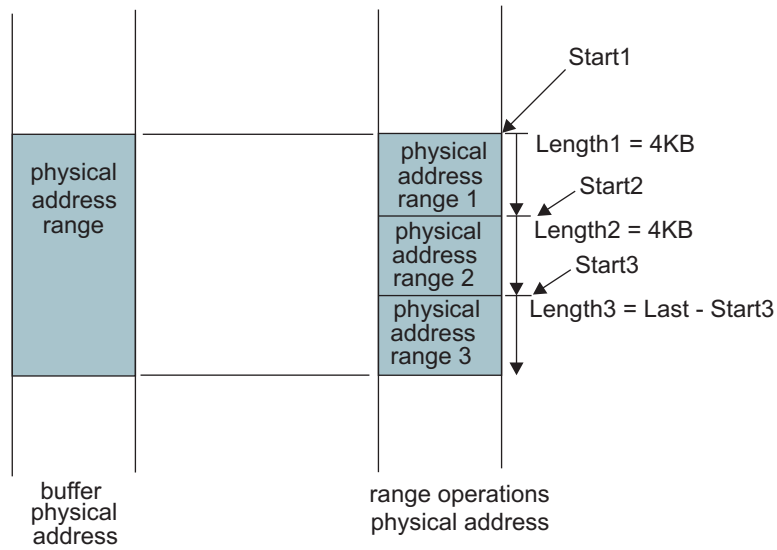 Start1
physical
address
range
physical
address
range 1
Length1 = 4KB
Start2
physical
address
range 2
Length2 = 4KB
Start3
physical
address
range 3
Length3 = Last - Start3
buffer
physical
address
range operations
physical address